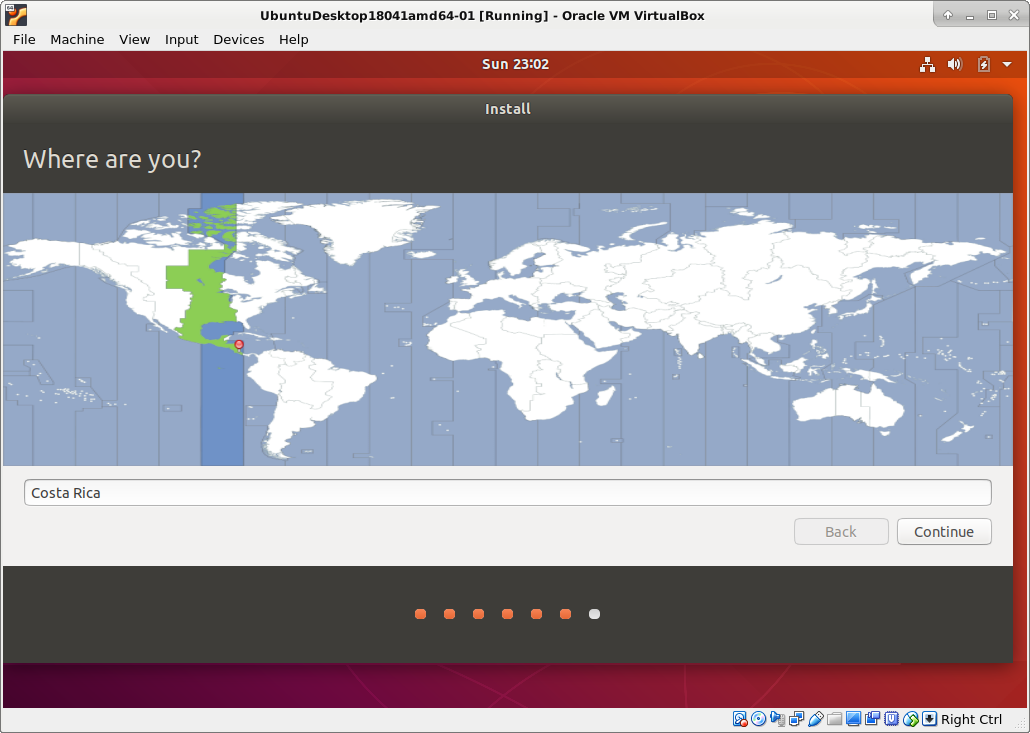 UbuntuDesktop18041amd64-01 [Running] - Oracle VM VirtualBox
File Machine View Input Devices Help
Sun 23:02
Install
Where are you?
Costa Rica
Back Continue
Right Ctrl